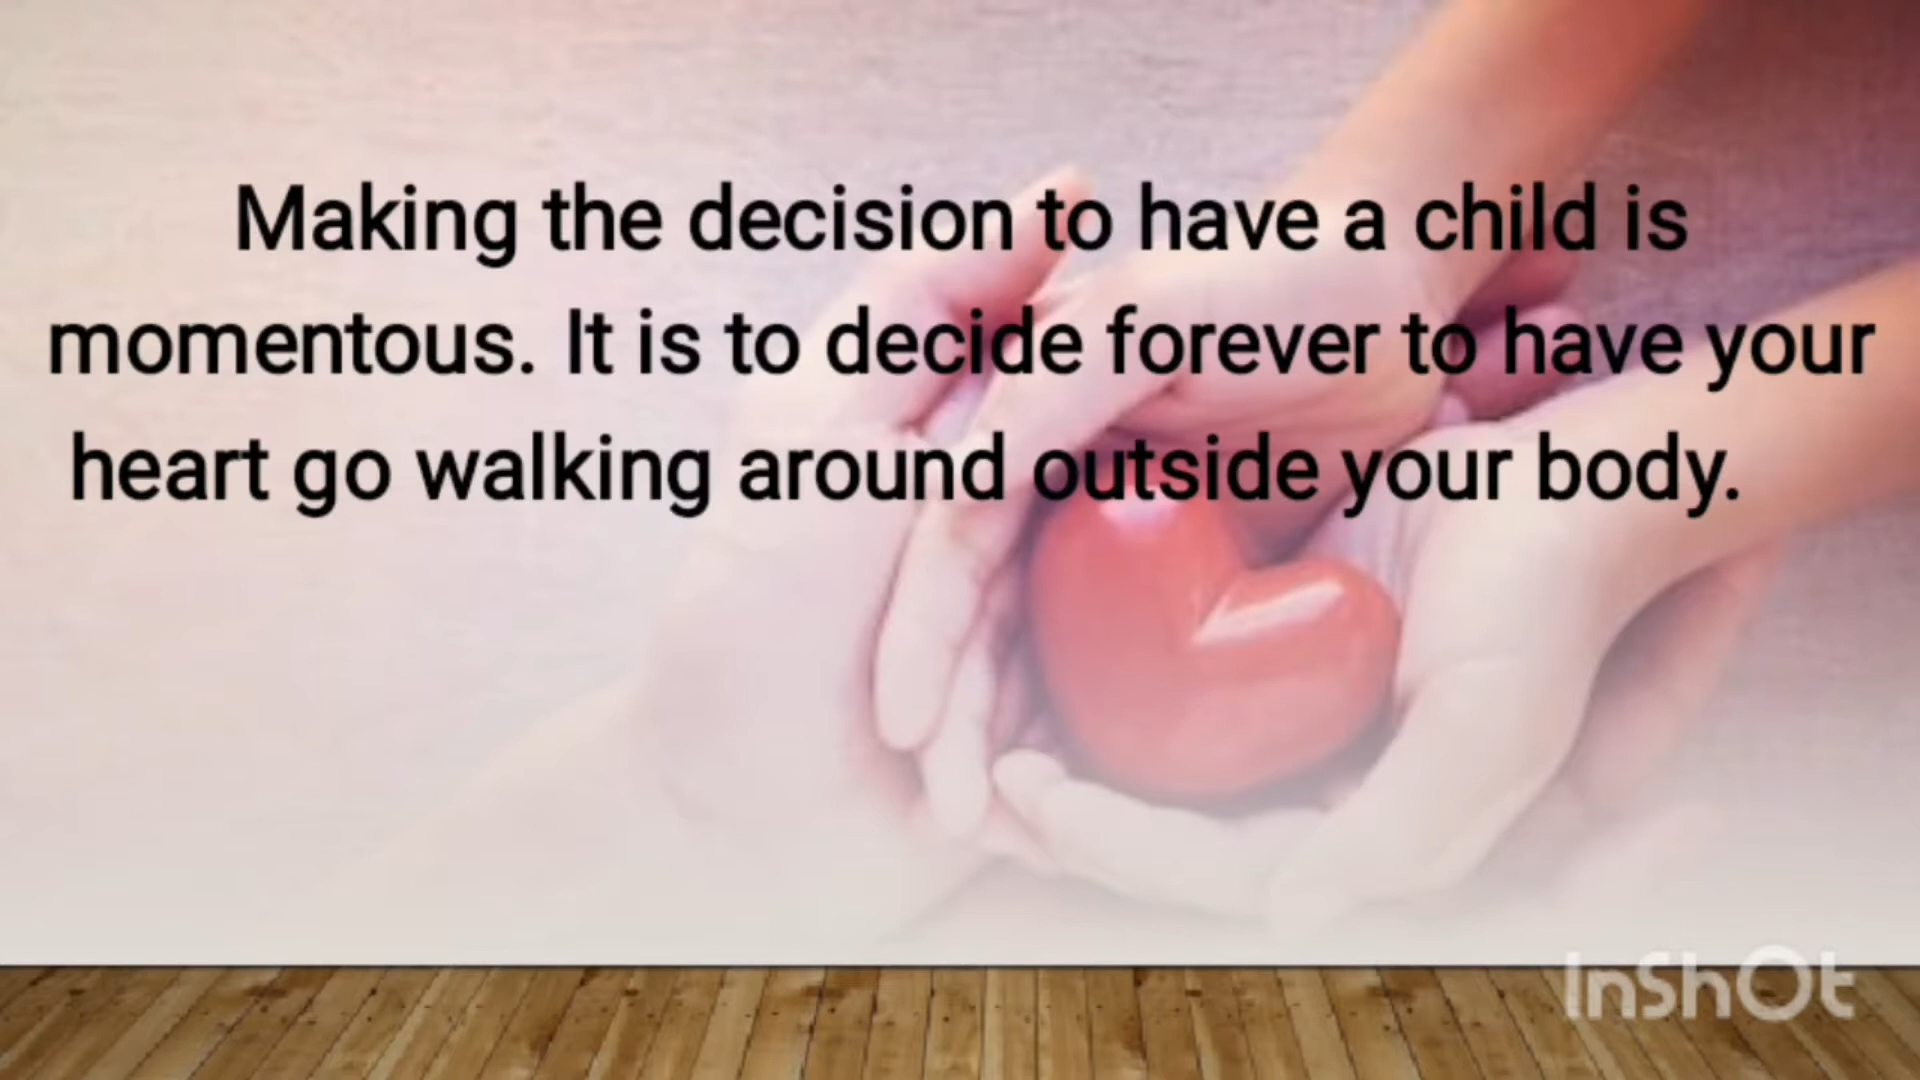 Making the decision to have a child is
momentous. It is to decide forever to have your
heart go walking around outside your body.
InShOt